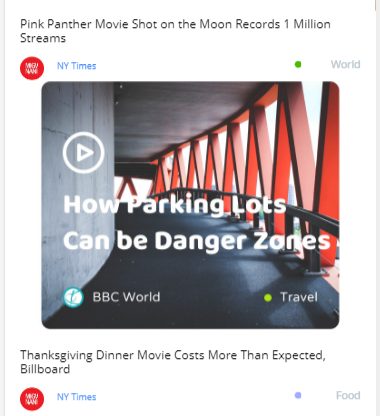 Pink Panther Movie Shot on the Moon Records 1 Million
Streams
NY Times
World
How Parking Lots
Can be Danger Zones
BBC World
Travel
Thanksgiving Dinner Movie Costs More Than Expected,
Billboard
NY Times
Food